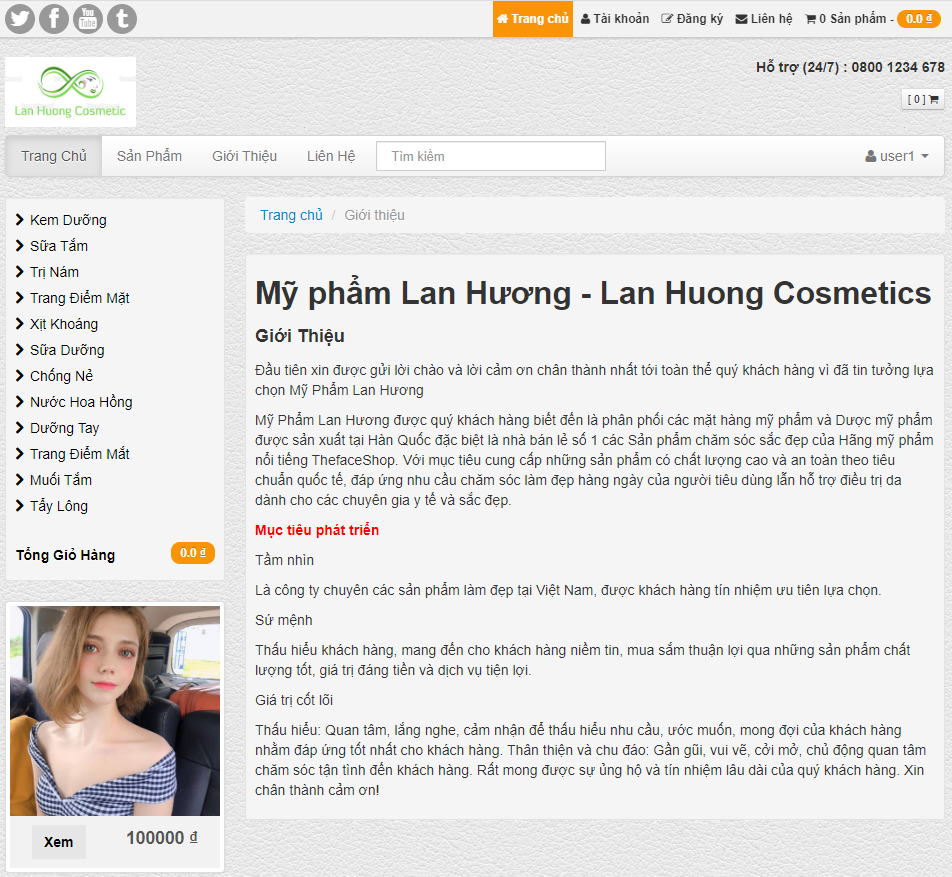 Trang chủ Tài khoản Đăng ký Liên hệ 0 Sản phẩm - 0.0 ₫
Hỗ trợ (24/7) : 0800 1234 678
Lan Huong Cosmetic
[ 0 ]
Trang Chủ Sản Phẩm Giới Thiệu Liên Hệ Tìm kiếm user1
Kem Dưỡng
Sữa Tắm
Trị Nám
Trang Điểm Mặt
Xịt Khoáng
Sữa Dưỡng
Chống Nẻ
Nước Hoa Hồng
Dưỡng Tay
Trang Điểm Mắt
Muối Tắm
Tẩy Lông
Tổng Giỏ Hàng 0.0 ₫
Xem 100000 ₫
Trang chủ / Giới thiệu
Mỹ phẩm Lan Hương - Lan Huong Cosmetics
Giới Thiệu
Đầu tiên xin được gửi lời chào và lời cảm ơn chân thành nhất tới toàn thể quý khách hàng vì đã tin tưởng lựa
chọn Mỹ Phẩm Lan Hương
Mỹ Phẩm Lan Hương được quý khách hàng biết đến là phân phối các mặt hàng mỹ phẩm và Dược mỹ phẩm
được sản xuất tại Hàn Quốc đặc biệt là nhà bán lẻ số 1 các Sản phẩm chăm sóc sắc đẹp của Hãng mỹ phẩm
nổi tiếng ThefaceShop. Với mục tiêu cung cấp những sản phẩm có chất lượng cao và an toàn theo tiêu
chuẩn quốc tế, đáp ứng nhu cầu chăm sóc làm đẹp hàng ngày của người tiêu dùng lẫn hỗ trợ điều trị da
dành cho các chuyên gia y tế và sắc đẹp.
Mục tiêu phát triển
Tầm nhìn
Là công ty chuyên các sản phẩm làm đẹp tại Việt Nam, được khách hàng tín nhiệm ưu tiên lựa chọn.
Sứ mệnh
Thấu hiểu khách hàng, mang đến cho khách hàng niềm tin, mua sắm thuận lợi qua những sản phẩm chất
lượng tốt, giá trị đáng tiền và dịch vụ tiện lợi.
Giá trị cốt lõi
Thấu hiểu: Quan tâm, lắng nghe, cảm nhận để thấu hiểu nhu cầu, ước muốn, mong đợi của khách hàng
nhằm đáp ứng tốt nhất cho khách hàng. Thân thiện và chu đáo: Gần gũi, vui vẽ, cởi mở, chủ động quan tâm
chăm sóc tận tình đến khách hàng. Rất mong được sự ủng hộ và tín nhiệm lâu dài của quý khách hàng. Xin
chân thành cảm ơn!